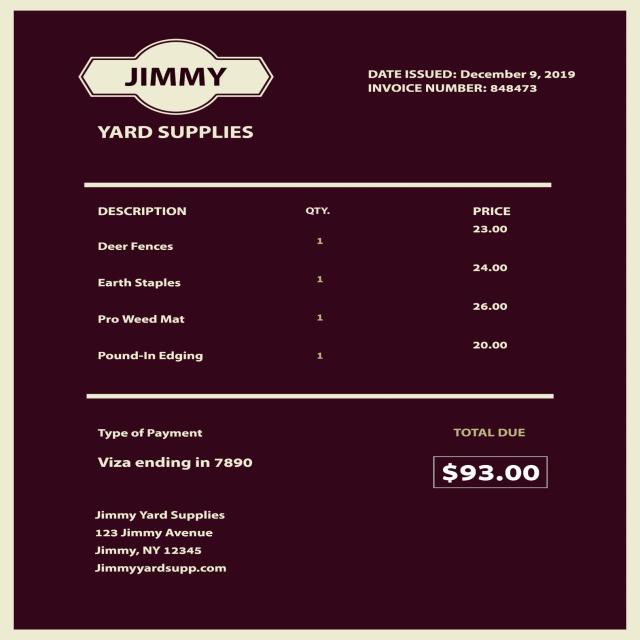 JIMMY
YARD SUPPLIES
DATE ISSUED: December 9, 2019
INVOICE NUMBER: 848473
DESCRIPTION QTY. PRICE
Deer Fences 1 23.00
Earth Staples 1 24.00
Pro Weed Mat 1 26.00
Pound-In Edging 1 20.00
Type of Payment TOTAL DUE
Viza ending in 7890 $93.00
Jimmy Yard Supplies
123 Jimmy Avenue
Jimmy, NY 12345
Jimmyyardsupp.com